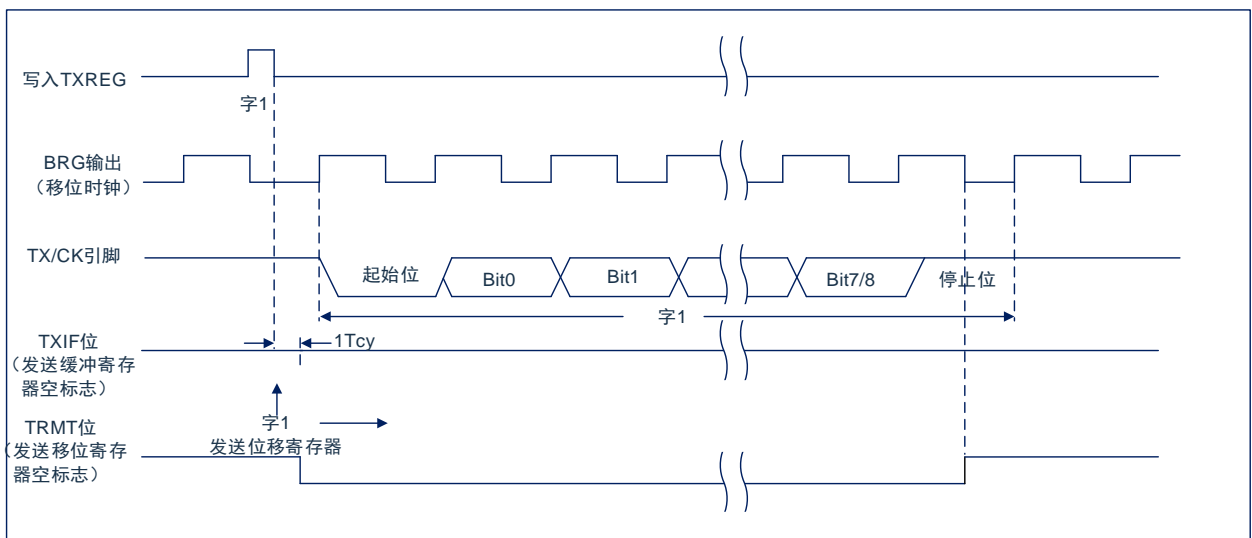 写入TXREG
字1
BRG输出
（移位时钟）
TX/CK引脚
起始位
Bit0
Bit1
Bit7/8
停止位
字1
TXIF位
（发送缓冲寄存
器空标志）
1Tcy
字1
发送位移寄存器
TRMT位
（发送移位寄存
器空标志）